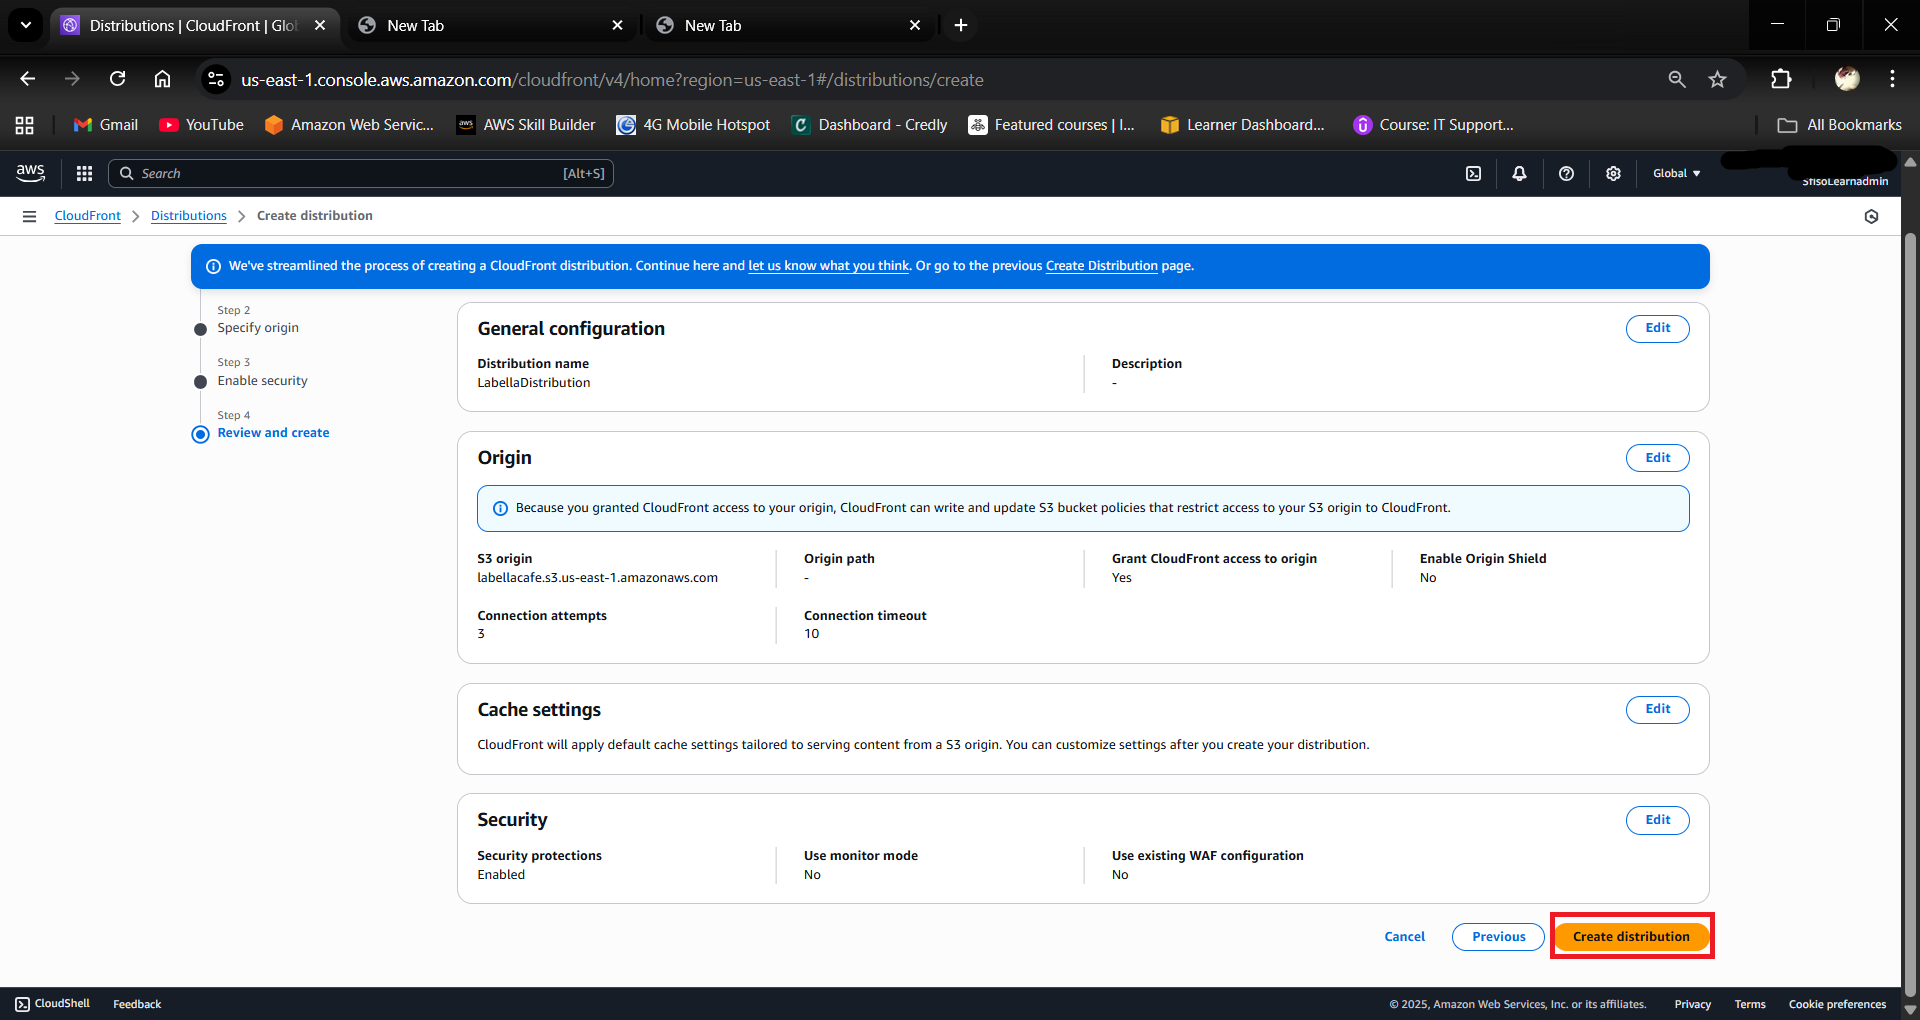 Distributions | CloudFront | Glo
New Tab
New Tab
us-east-1.console.aws.amazon.com/cloudfront/v4/home?region=us-east-1#/distributions/create
Gmail
YouTube
Amazon Web Servic...
aws
AWS Skill Builder
4G Mobile Hotspot
Dashboard - Credly
Featured courses | I...
Learner Dashboard...
Course: IT Support...
All Bookmarks
aws
Search
[Alt+S]
Global
SfisoLearnadmin
CloudFront
Distributions
Create distribution
We've streamlined the process of creating a CloudFront distribution. Continue here and let us know what you think. Or go to the previous Create Distribution page.
Step 2
Specify origin
Step 3
Enable security
Step 4
Review and create
General configuration
Edit
Distribution name
LabellaDistribution
Description
-
Origin
Edit
Because you granted CloudFront access to your origin, CloudFront can write and update S3 bucket policies that restrict access to your S3 origin to CloudFront.
S3 origin
labellacafe.s3.us-east-1.amazonaws.com
Origin path
-
Grant CloudFront access to origin
Yes
Enable Origin Shield
No
Connection attempts
3
Connection timeout
10
Cache settings
Edit
CloudFront will apply default cache settings tailored to serving content from a S3 origin. You can customize settings after you create your distribution.
Security
Edit
Security protections
Enabled
Use monitor mode
No
Use existing WAF configuration
No
Cancel
Previous
Create distribution
CloudShell
Feedback
© 2025, Amazon Web Services, Inc. or its affiliates.
Privacy
Terms
Cookie preferences